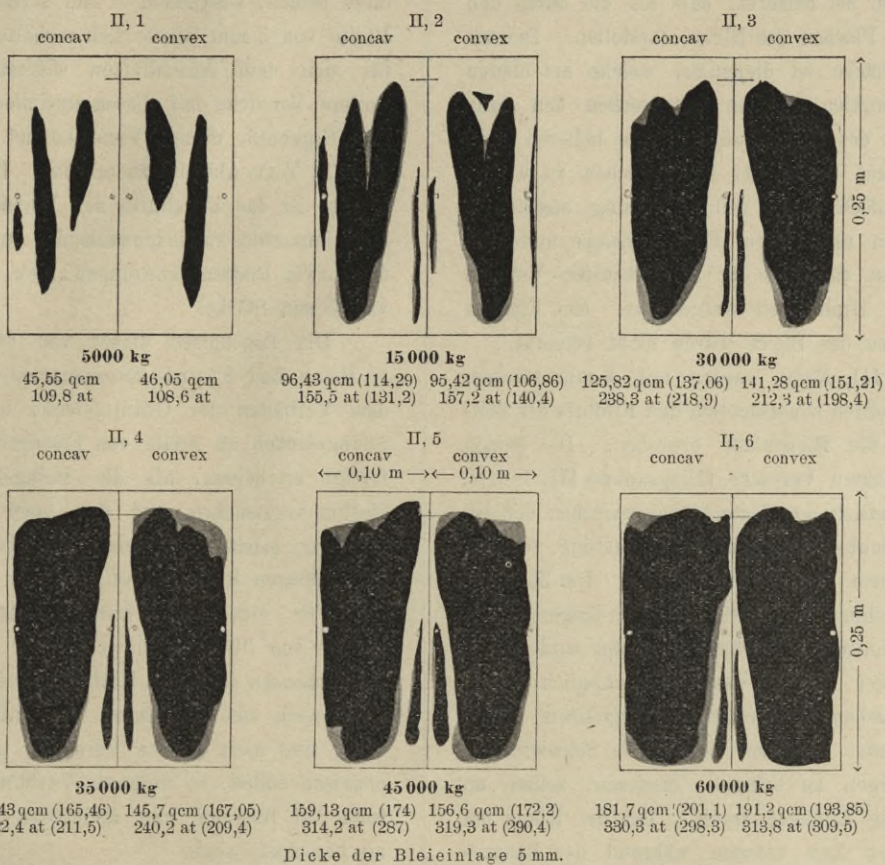 II, 1 II, 2 II, 3
concav convex concav convex concav convex
0,25 m
5000 kg 15 000 kg 30 000 kg
45,55 qcm 46,05 qcm 96,43 qcm (114,29) 95,42 qcm (106,86) 125,82 qcm (137,06) 141,28 qcm (151,21)
109,8 at 108,6 at 155,5 at (131,2) 157,2 at (140,4) 238,3 at (218,9) 212,3 at (198,4)
II, 4 II, 5 II, 6
concav convex concav convex concav convex
0,10 m 0,10 m
0,25 m
35 000 kg 45 000 kg 60 000 kg
43 qcm (165,46) 145,7 qcm (167,05) 159,13 qcm (174) 156,6 qcm (172,2) 181,7 qcm (201,1) 191,2 qcm (193,85)
2,4 at (211,5) 240,2 at (209,4) 314,2 at (287) 319,3 at (290,4) 330,3 at (298,3) 313,8 at (309,5)
Dicke der Bleieinlage 5 mm.